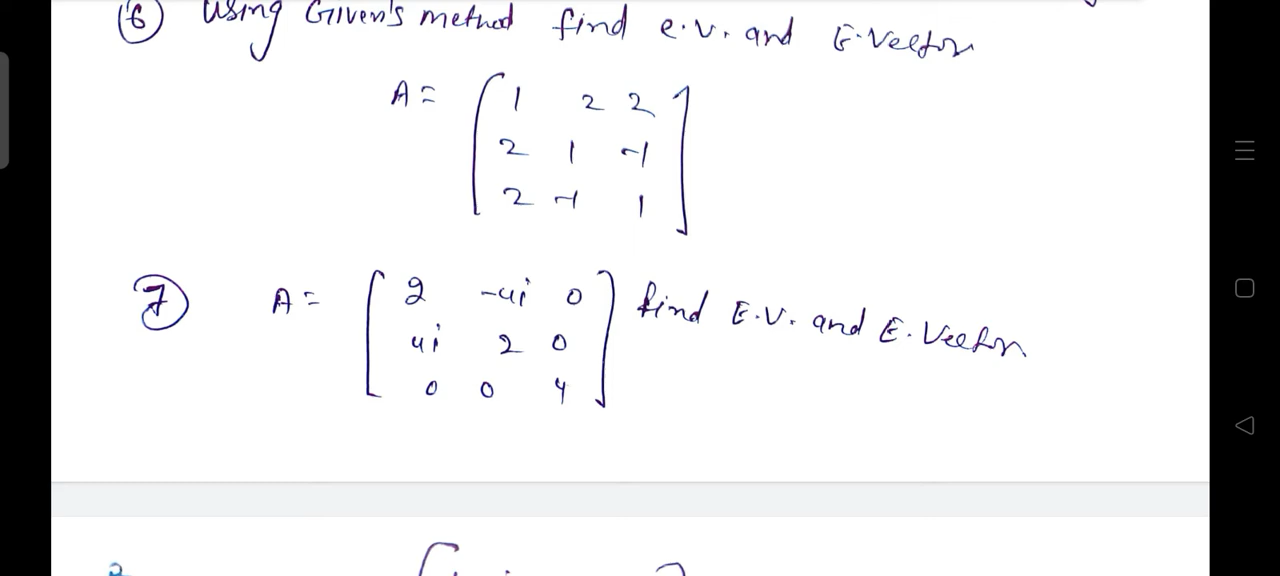 ⑥ Using Given's method find e.v. and E.Vector
A = [1 2 2
2 1 -1
2 -1 1]
⑦ A = [2 -4i 0
4i 2 0
0 0 4] find E.V. and E.Vector